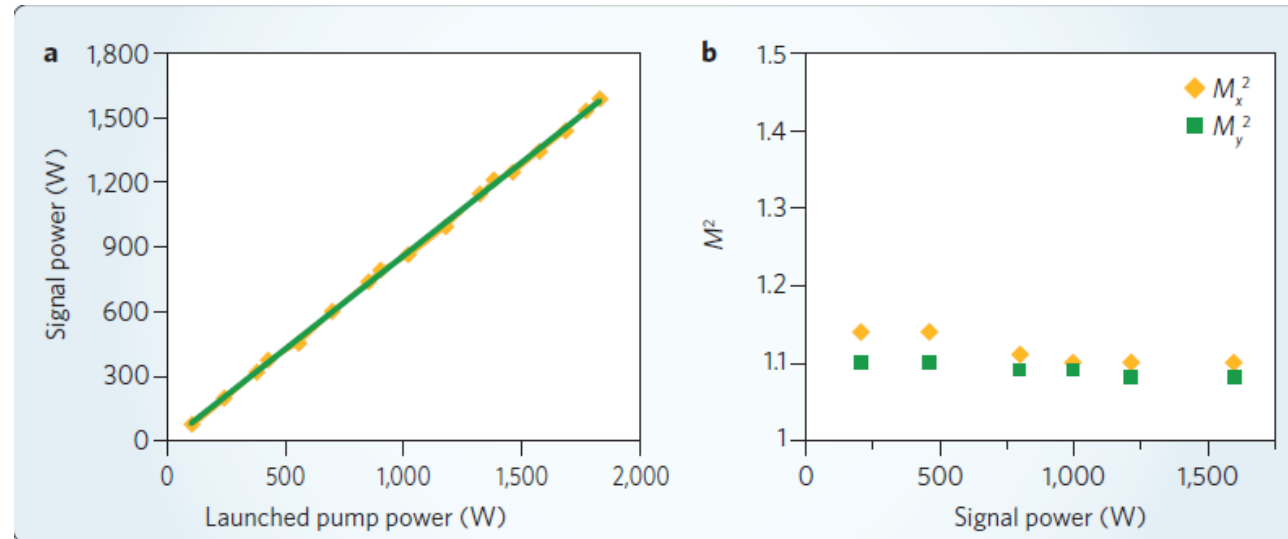 a
1,800
1,500
1,200
900
600
300
0
Signal power (W)
0 500 1,000 1,500 2,000
Launched pump power (W)
b
1.5
1.4
1.3
1.2
1.1
1
M²
Mₓ²
Mᵧ²
0 500 1,000 1,500
Signal power (W)